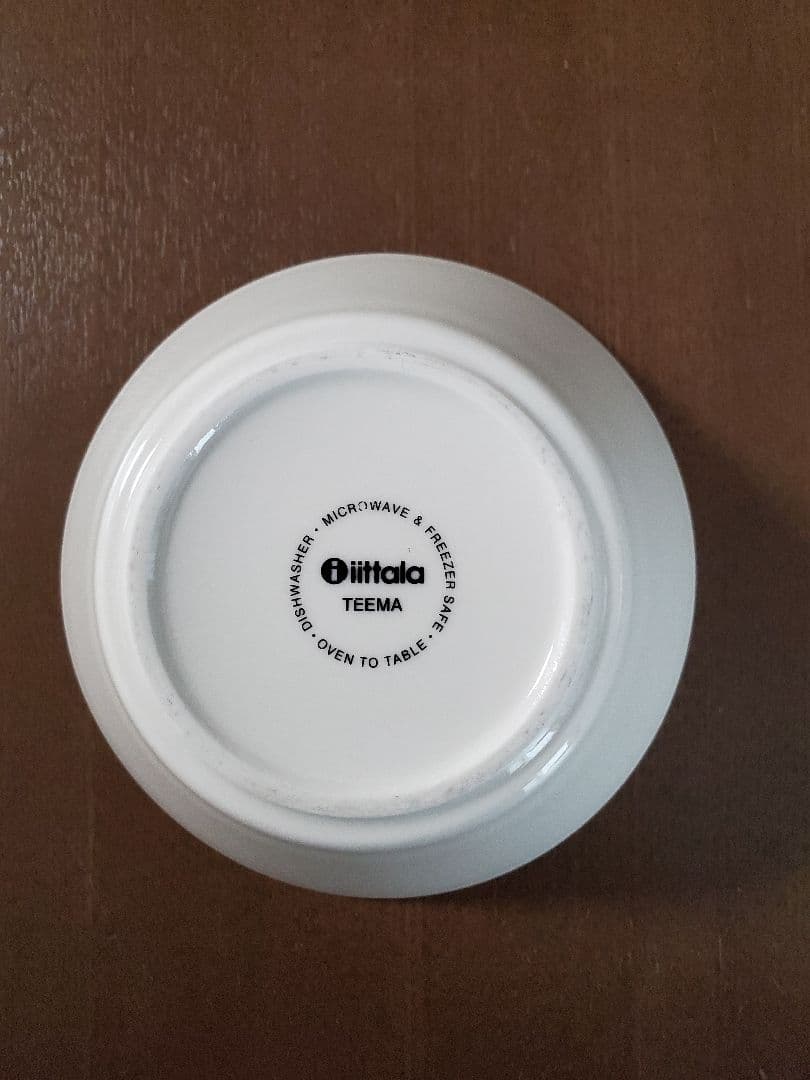 iittala
TEEMA
DISHWASHER • MICROWAVE & FREEZER SAFE • OVEN TO TABLE •